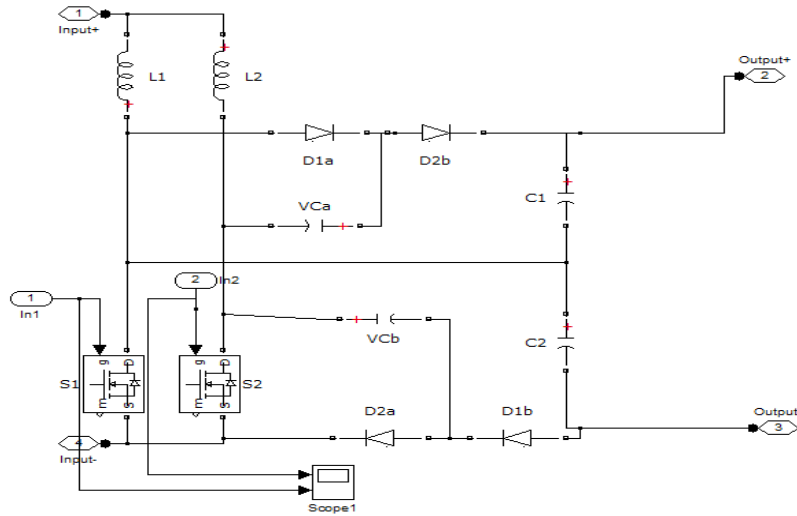 1
Input+
L1
L2
Output+
2
D1a
D2b
C1
VCa
2
In2
1
In1
VCb
C2
g
D
g
D
S1
S2
m
S
m
S
D2a
D1b
Output
3
4
Input-
Scope1